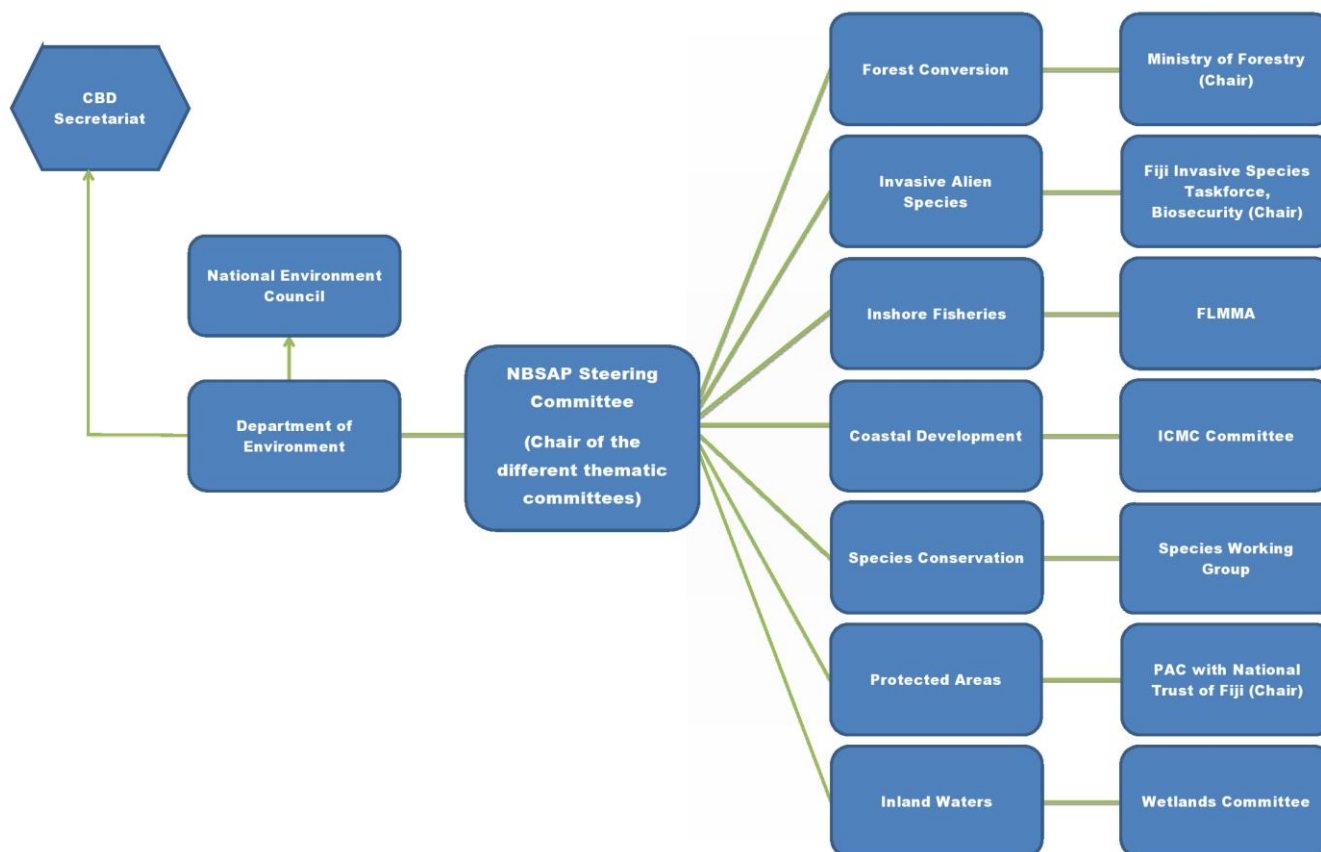 CBD
Secretariat
National Environment
Council
Department of
Environment
NBSAP Steering
Committee
(Chair of the
different thematic
committees)
Forest Conversion
Ministry of Forestry
(Chair)
Invasive Alien
Species
Fiji Invasive Species
Taskforce,
Biosecurity (Chair)
Inshore Fisheries
FLMMA
Coastal Development
ICMC Committee
Species Conservation
Species Working
Group
Protected Areas
PAC with National
Trust of Fiji (Chair)
Inland Waters
Wetlands Committee